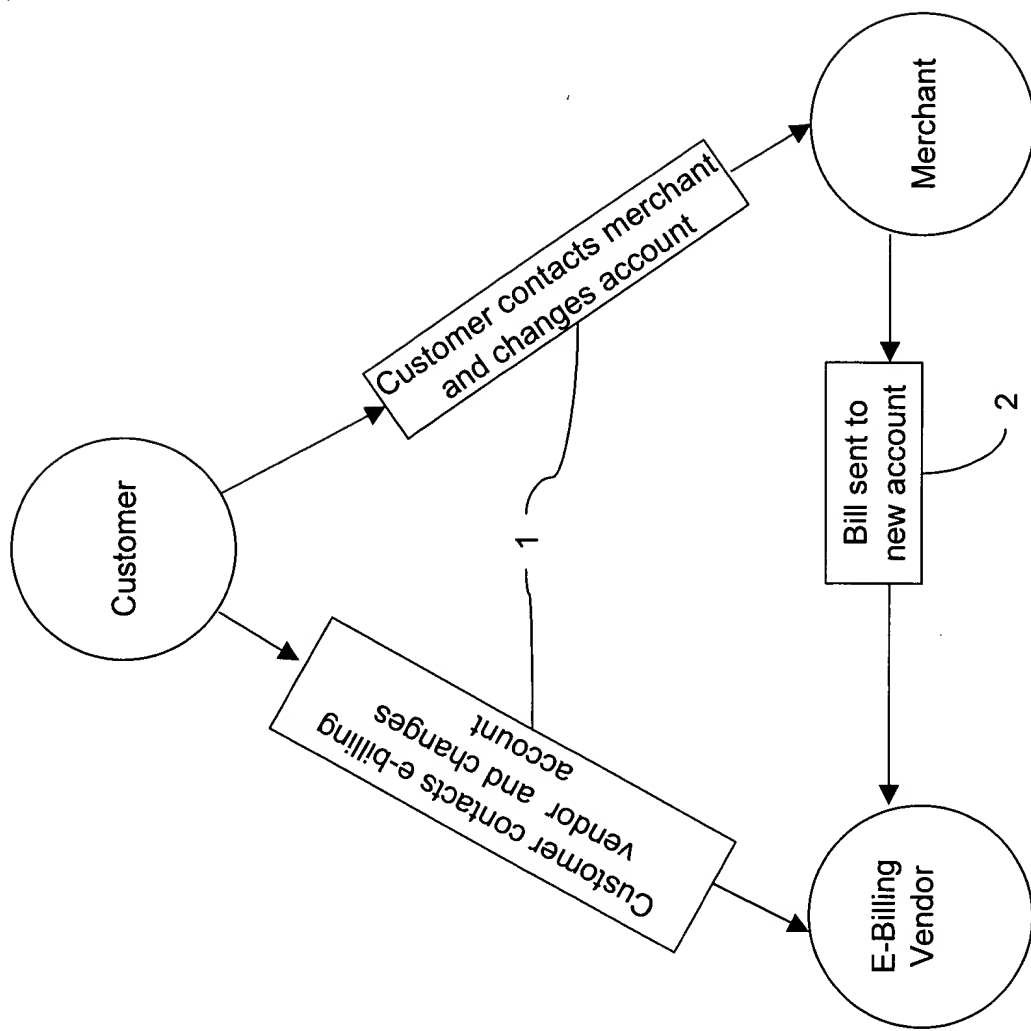 Customer
Customer contacts merchant
and changes account
Customer contacts e-billing
vendor and changes
account
1
Merchant
Bill sent to
new account
2
E-Billing
Vendor